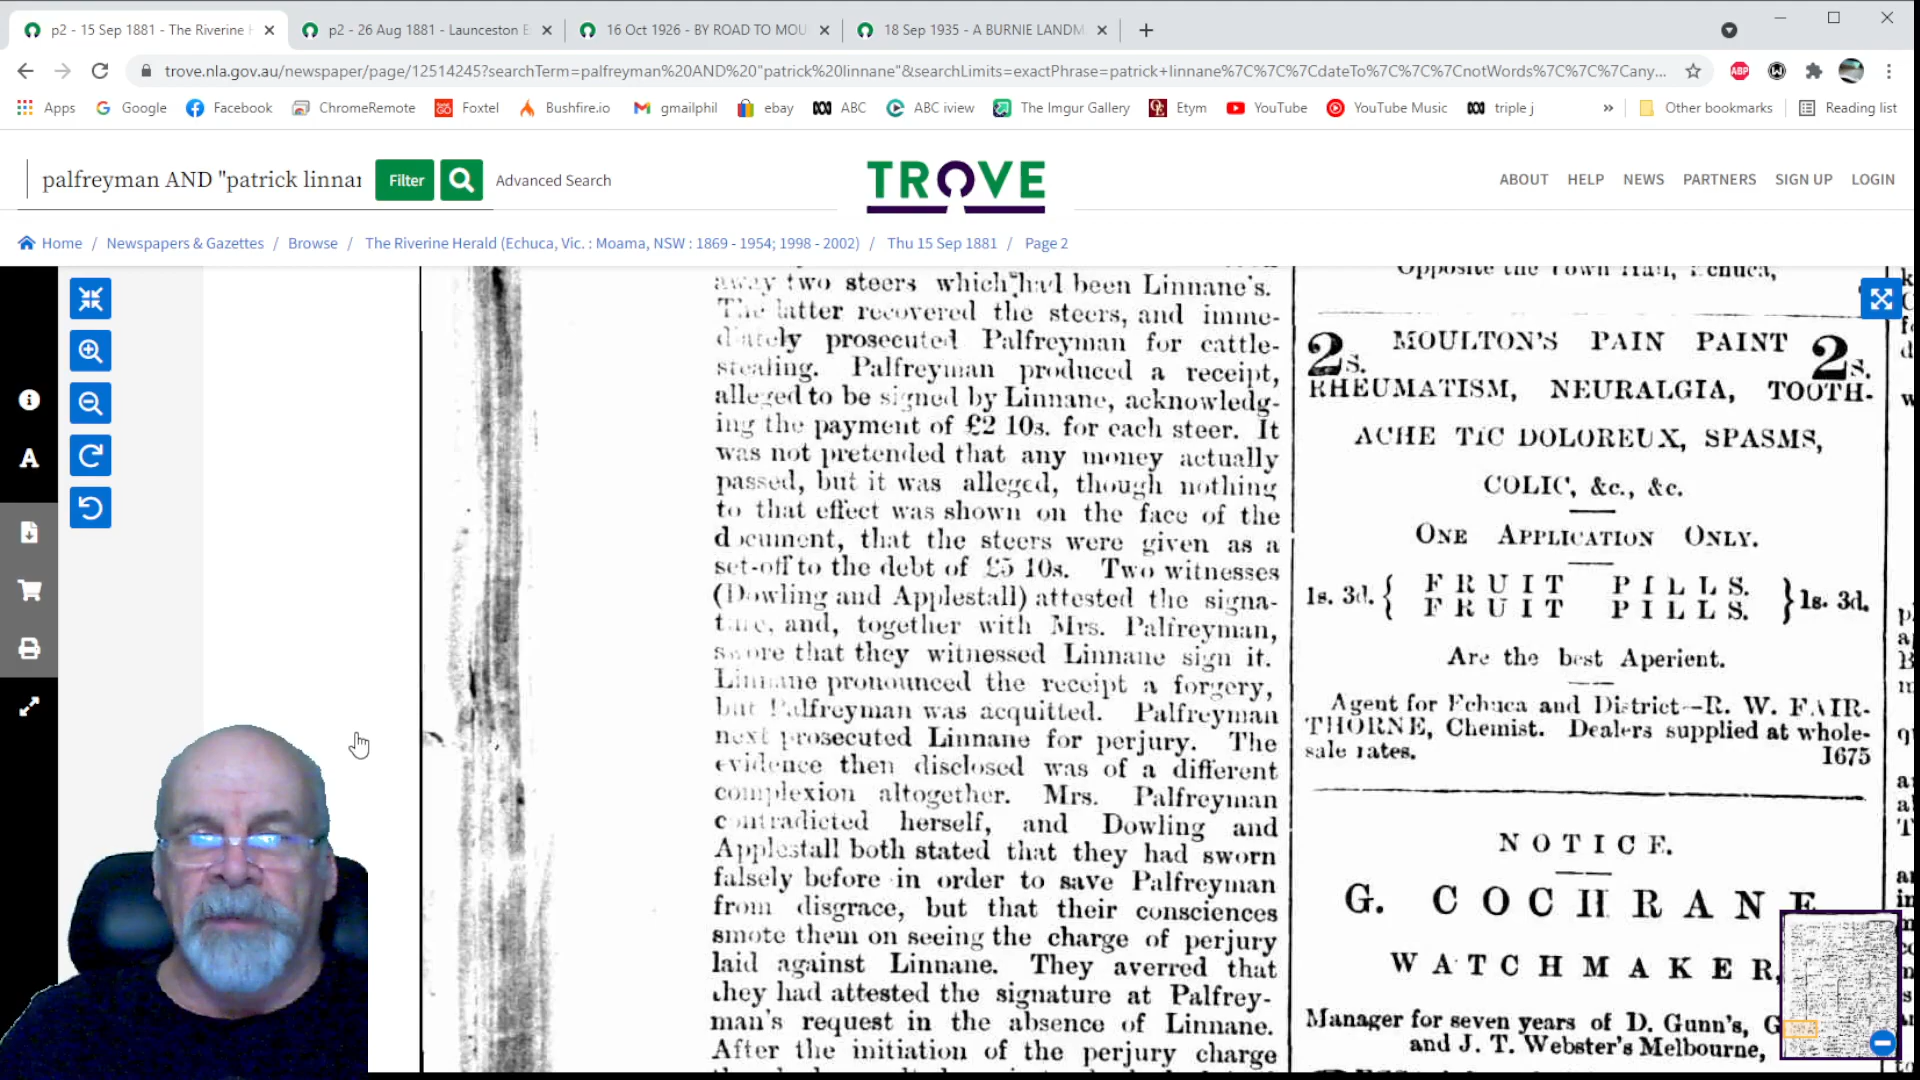 p2 - 15 Sep 1881 - The Riverine H
p2 - 26 Aug 1881 - Launceston E
16 Oct 1926 - BY ROAD TO MOU
18 Sep 1935 - A BURNIE LANDM
trove.nla.gov.au/newspaper/page/12514245?searchTerm=palfreyman%20AND%20"patrick%20linnane"&searchLimits=exactPhrase=patrick+linnane%7C%7C%7CdateTo%7C%7C%7CnotWords%7C%7C%7Cany...
ABP
Apps
Google
Facebook
ChromeRemote
Foxtel
Bushfire.io
gmailphil
ebay
ABC
ABC iview
The Imgur Gallery
Etym
YouTube
YouTube Music
triple j
»
Other bookmarks
Reading list
palfreyman AND "patrick linnan
Filter
Advanced Search
TROVE
ABOUT
HELP
NEWS
PARTNERS
SIGN UP
LOGIN
Home / Newspapers & Gazettes / Browse / The Riverine Herald (Echuca, Vic. : Moama, NSW : 1869 - 1954; 1998 - 2002) / Thu 15 Sep 1881 / Page 2
away two steers which had been Linnane's.
The latter recovered the steers, and imme-
diately prosecuted Palfreyman for cattle-
stealing. Palfreyman produced a receipt,
alleged to be signed by Linnane, acknowledg-
ing the payment of £2 10s. for each steer. It
was not pretended that any money actually
passed, but it was alleged, though nothing
to that effect was shown on the face of the
document, that the steers were given as a
set-off to the debt of £5 10s. Two witnesses
(Dowling and Applestall) attested the signa-
ture, and, together with Mrs. Palfreyman,
swore that they witnessed Linnane sign it.
Linnane pronounced the receipt a forgery,
but Palfreyman was acquitted. Palfreyman
next prosecuted Linnane for perjury. The
evidence then disclosed was of a different
complexion altogether. Mrs. Palfreyman
contradicted herself, and Dowling and
Applestall both stated that they had sworn
falsely before in order to save Palfreyman
from disgrace, but that their consciences
smote them on seeing the charge of perjury
laid against Linnane. They averred that
they had attested the signature at Palfrey-
man's request in the absence of Linnane.
After the initiation of the perjury charge
Opposite the Town Hall, Echuca,
2s. MOULTON'S PAIN PAINT 2s.
RHEUMATISM, NEURALGIA, TOOTH-
ACHE TIC DOLOREUX, SPASMS,
COLIC, &c., &c.
ONE APPLICATION ONLY.
1s. 3d. { FRUIT PILLS. } 1s. 3d.
FRUIT PILLS.
Are the best Aperient.
Agent for Echuca and District—R. W. FAIR-
THORNE, Chemist. Dealers supplied at whole-
sale rates. 1675
NOTICE.
G. COCHRANE
WATCHMAKER,
Manager for seven years of D. Gunn's, G
and J. T. Webster's Melbourne,